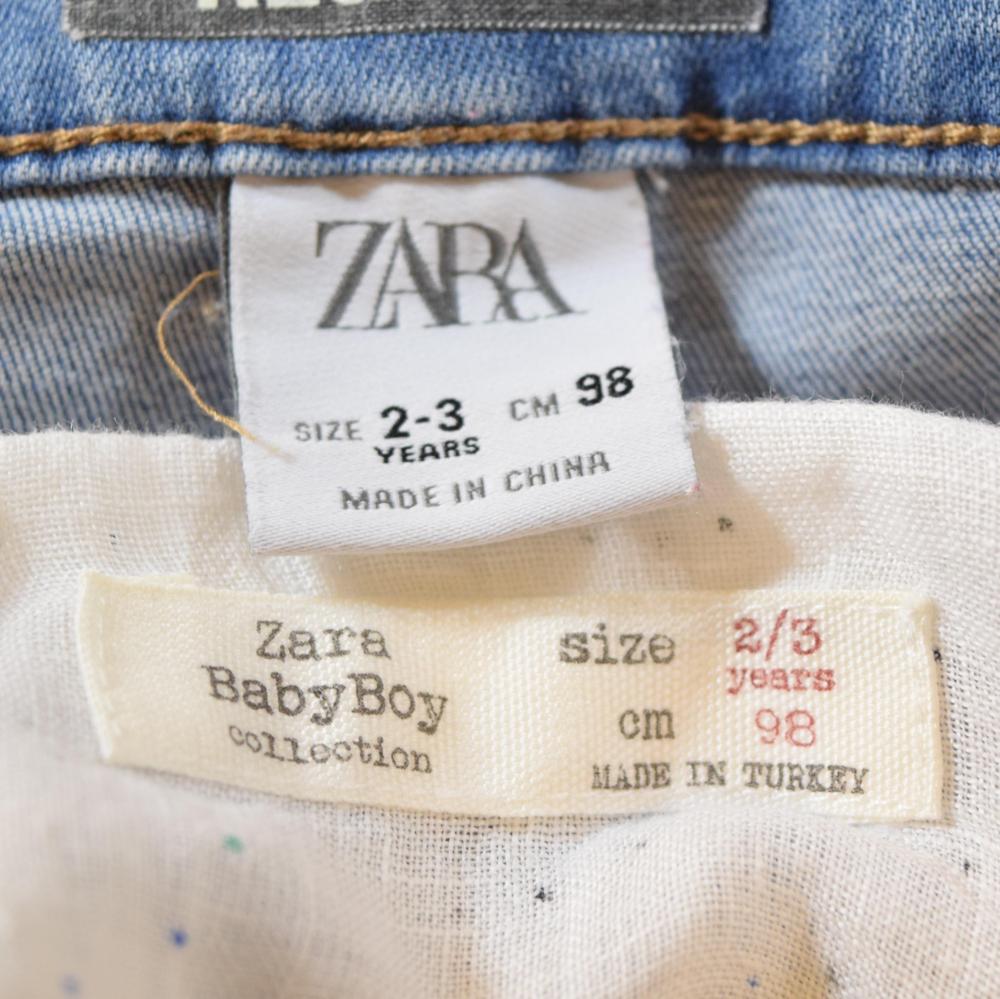 ZARA
SIZE 2-3 CM 98
YEARS
MADE IN CHINA
Zara
BabyBoy
collection
size 2/3
years
cm 98
MADE IN TURKEY